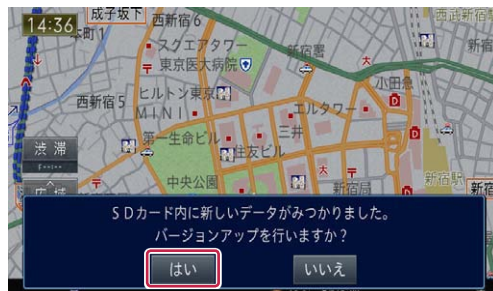 14:36
成子坂下
西新宿6
本町1
スクエアタワー
東京医大病院
西新宿5
ヒルトン東京
MINI
エルタワー
小田急
第一生命ビル
三井
住友ビル
渋滞
中央公園
新宿局
新宿駅
新宿
広域
SDカード内に新しいデータがみつかりました。
バージョンアップを行いますか?
はい
いいえ